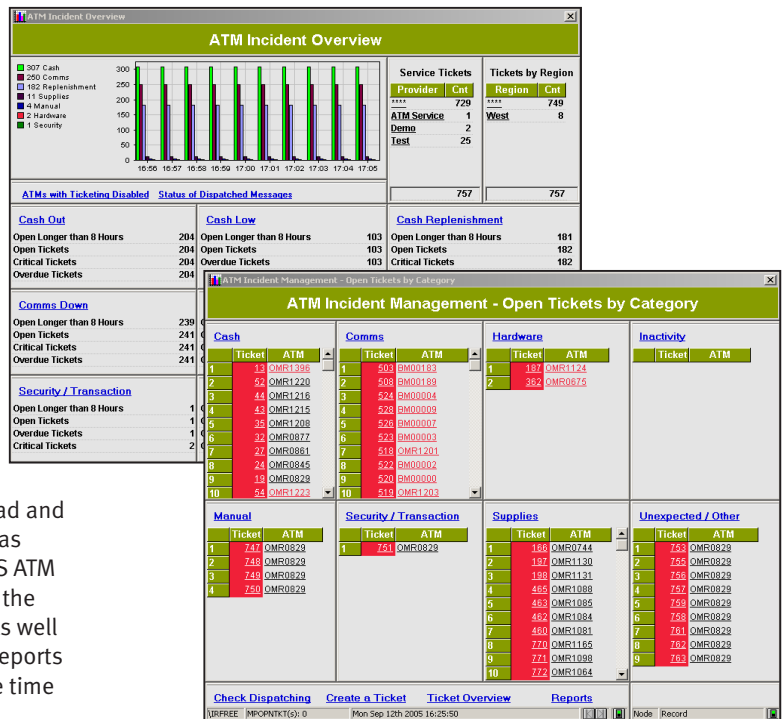 ATM Incident Overview
ATM Incident Overview
307 Cash
250 Comms
182 Replenishment
11 Supplies
4 Manual
2 Hardware
1 Security
300
250
200
150
100
50
0
16:56 16:57 16:58 16:59 17:00 17:01 17:02 17:03 17:04 17:05
Service Tickets
Provider Cnt
**** 729
ATM Service 1
Demo 2
Test 25
757
Tickets by Region
Region Cnt
**** 749
West 8
757
ATMs with Ticketing Disabled Status of Dispatched Messages
Cash Out
Open Longer than 8 Hours 204
Open Tickets 204
Critical Tickets 204
Overdue Tickets 204
Cash Low
Open Longer than 8 Hours 103
Open Tickets 103
Overdue Tickets 103
Cash Replenishment
Open Longer than 8 Hours 181
Open Tickets 182
Critical Tickets 182
Comms Down
Open Longer than 8 Hours 239
Open Tickets 241
Critical Tickets 241
Overdue Tickets 241
Security / Transaction
Open Longer than 8 Hours 1
Open Tickets 1
Overdue Tickets 1
Critical Tickets 2
ATM Incident Management - Open Tickets by Category
ATM Incident Management - Open Tickets by Category
Cash
Ticket ATM
1 13 OMR1396
2 52 OMR1220
3 44 OMR1216
4 43 OMR1215
5 35 OMR1208
6 32 OMR0877
7 27 OMR0861
8 24 OMR0845
9 19 OMR0829
10 54 OMR1223
Comms
Ticket ATM
1 503 BM00183
2 508 BM00189
3 524 BM00004
4 528 BM00009
5 526 BM00007
6 523 BM00003
7 518 OMR1201
8 522 BM00002
9 520 BM00000
10 519 OMR1203
Hardware
Ticket ATM
1 187 OMR1124
2 362 OMR0675
Inactivity
Ticket ATM
Manual
Ticket ATM
1 747 OMR0829
2 748 OMR0829
3 749 OMR0829
4 750 OMR0829
Security / Transaction
Ticket ATM
1 751 OMR0829
Supplies
Ticket ATM
1 166 OMR0744
2 197 OMR1130
3 198 OMR1131
4 465 OMR1088
5 463 OMR1085
6 462 OMR1084
7 460 OMR1081
8 770 OMR1165
9 771 OMR1098
10 772 OMR1064
Unexpected / Other
Ticket ATM
1 753 OMR0829
2 755 OMR0829
3 756 OMR0829
4 757 OMR0829
5 759 OMR0829
6 758 OMR0829
7 761 OMR0829
8 762 OMR0829
9 763 OMR0829
Check Dispatching Create a Ticket Ticket Overview Reports
\IRFREE MPOPNTKT(s): 0 Mon Sep 12th 2005 16:25:50 Node Record
ad and
as
S ATM
the
s well
eports
e time